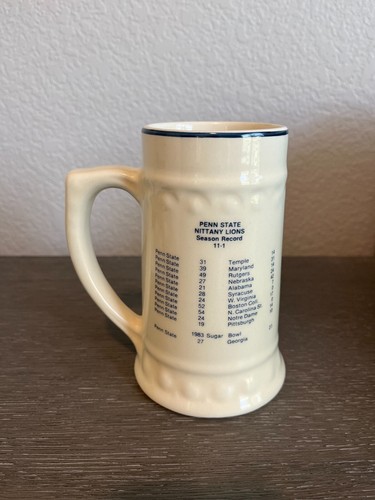 PENN STATE
NITTANY LIONS
Season Record
11-1
Penn State 31 Temple
Penn State 39 Maryland
Penn State 49 Rutgers
Penn State 27 Nebraska
Penn State 21 Alabama
Penn State 28 Syracuse
Penn State 24 W. Virginia
Penn State 52 Boston Coll.
Penn State 54 N. Carolina St.
Penn State 24 Notre Dame
Penn State 19 Pittsburgh
1983 Sugar Bowl
Penn State 27 Georgia